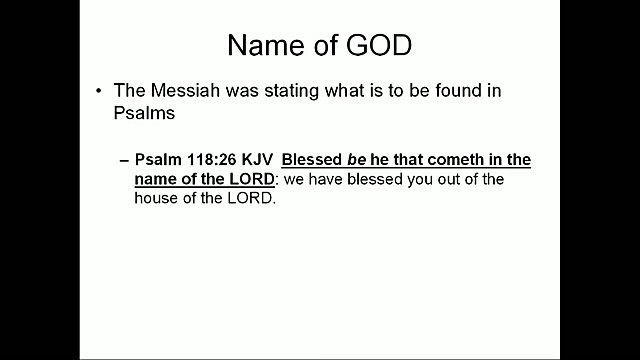 Name of GOD
• The Messiah was stating what is to be found in
Psalms
– Psalm 118:26 KJV  Blessed be he that cometh in the
name of the LORD: we have blessed you out of the
house of the LORD.